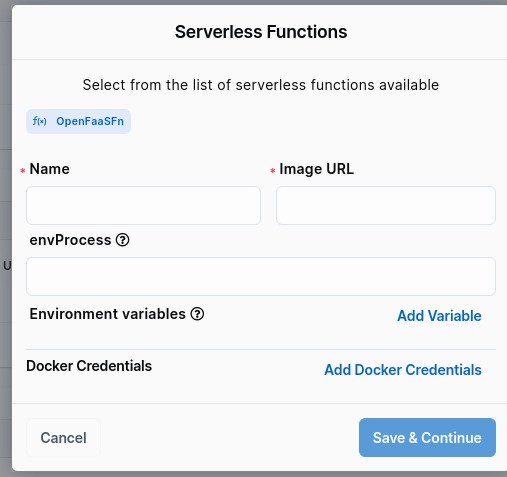 Serverless Functions
Select from the list of serverless functions available
f(x) OpenFaaSFn
* Name * Image URL
envProcess ?
Environment variables ? Add Variable
U
Docker Credentials Add Docker Credentials
Cancel Save & Continue